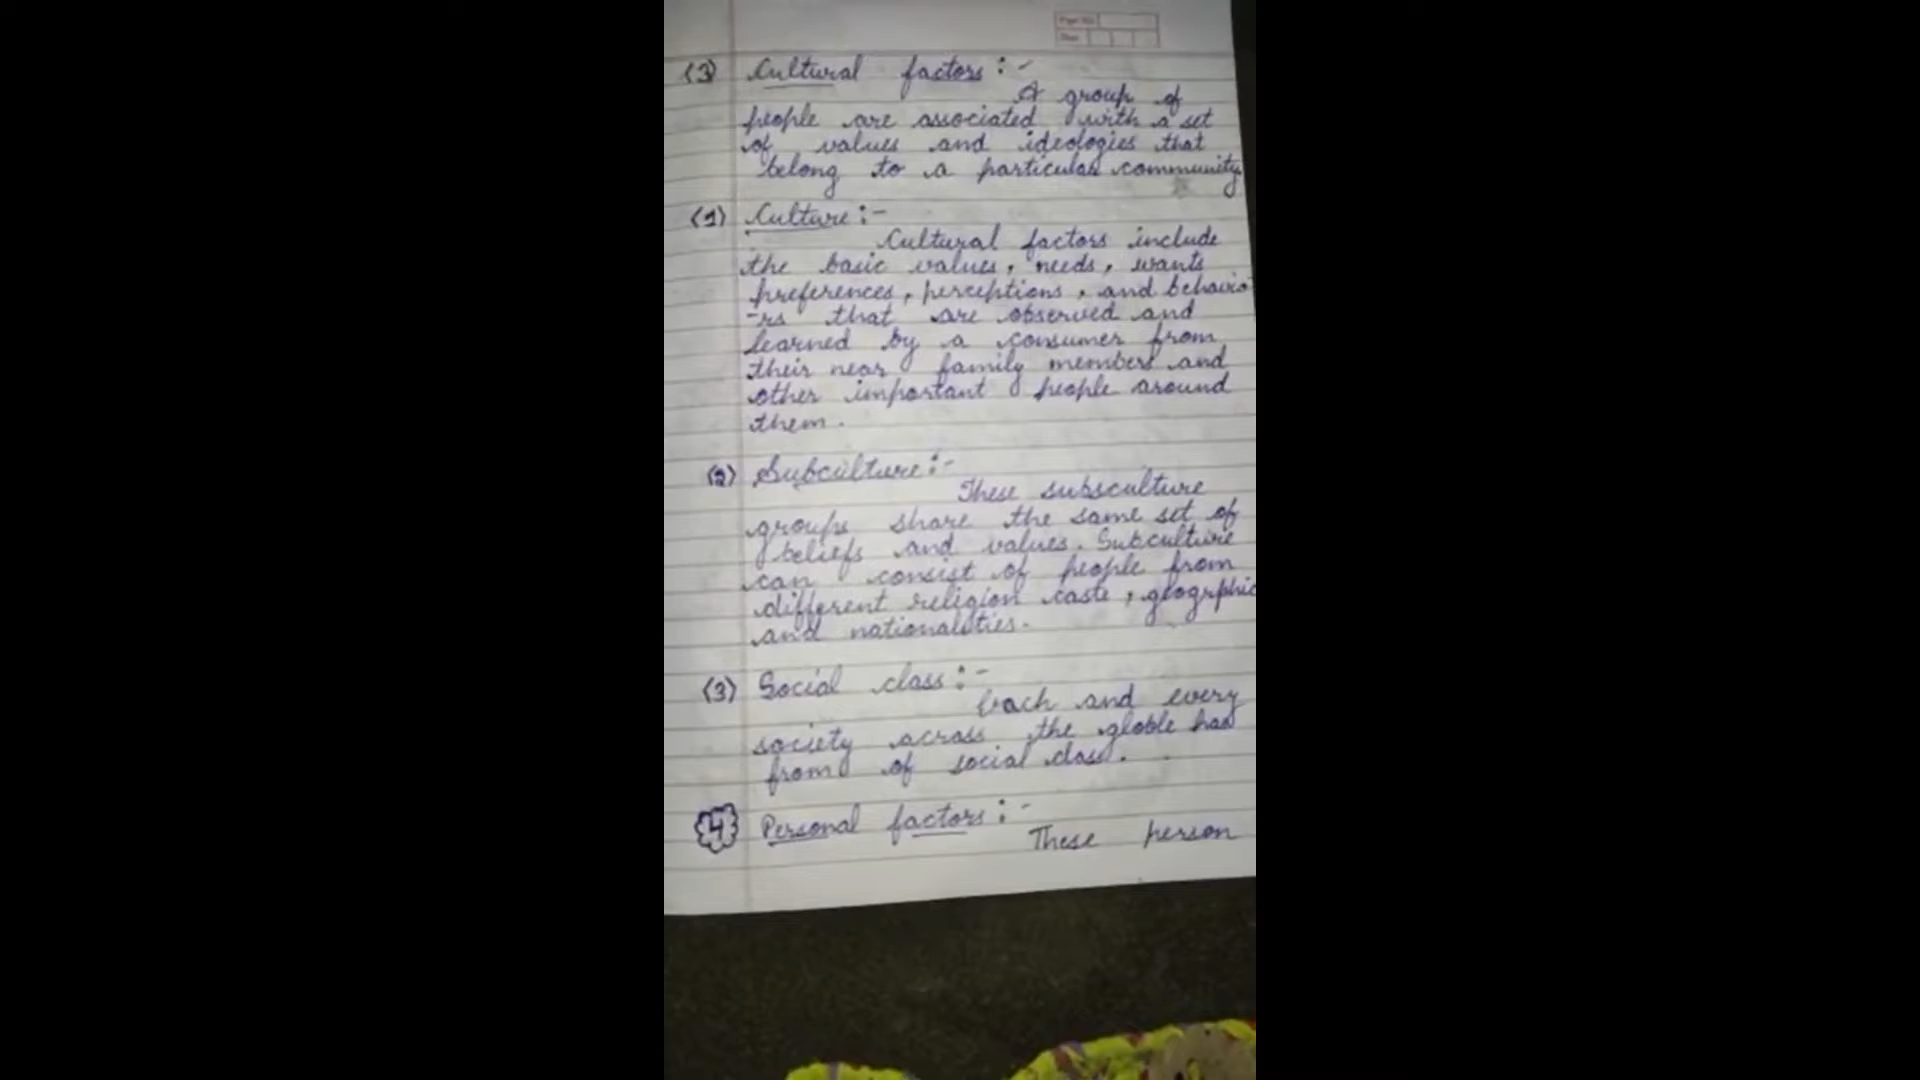 Page No.
Date
(3) Cultural factors :-
A group of
people are associated with a set
of values and ideologies that
belong to a particular community
(1) Culture :-
Cultural factors include
the basic values, needs, wants
preferences, perceptions, and behavio
-rs that are observed and
learned by a consumer from
their near family members and
other important people around
them.
(2) Subculture :-
These subsculture
groups share the same set of
beliefs and values. Subculture
can consist of people from
different religion caste, geogrphic
and nationalities.
(3) Social class :-
Each and every
society across the globle has
from of social class.
4 Personal factors :-
These person